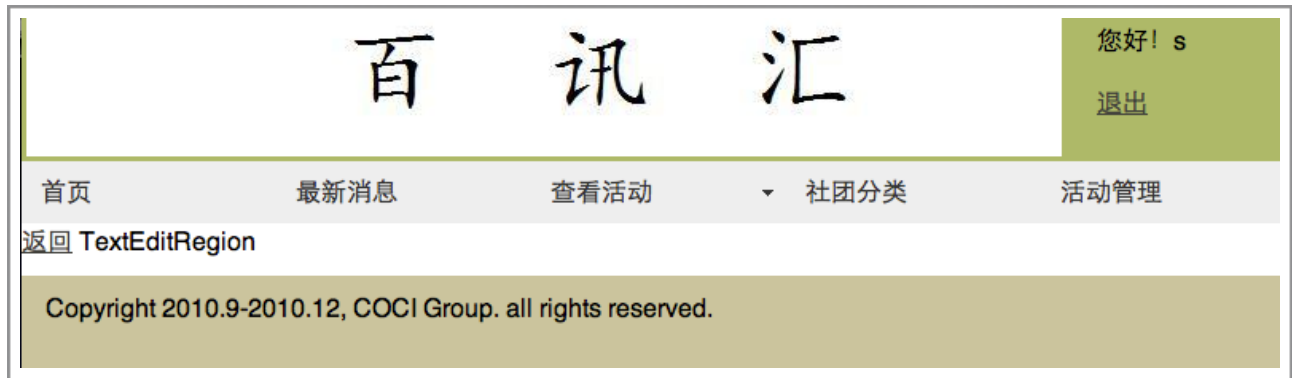 百 讯 汇
您好！s
退出
首页 最新消息 查看活动 社团分类 活动管理
返回 TextEditRegion
Copyright 2010.9-2010.12, COCI Group. all rights reserved.